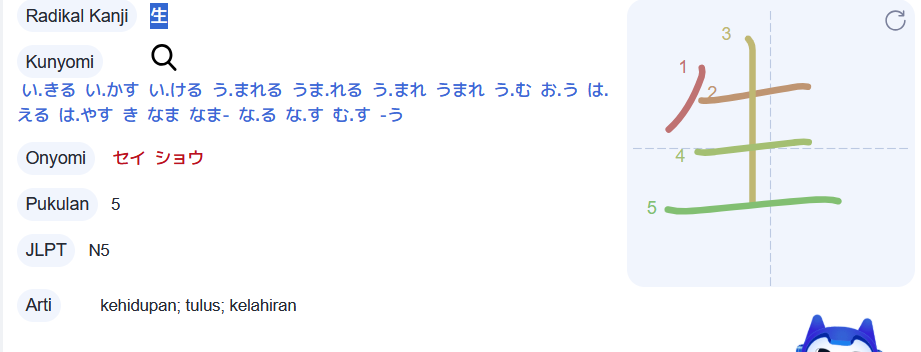 Radikal Kanji 生
Kunyomi
い.きる い.かす い.ける う.まれる うま.れる う.まれ うまれ う.む お.う は.
える は.やす き なま なま- な.る な.す む.す -う
Onyomi セイ ショウ
Pukulan 5
JLPT N5
Arti kehidupan; tulus; kelahiran
3
1
2
4
5
生